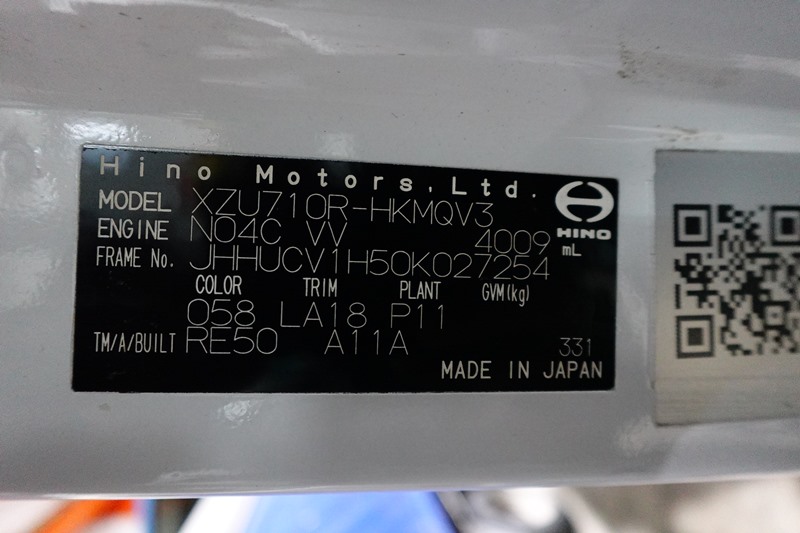 Hino Motors, Ltd.
MODEL XZU710R-HKMQV3
HINO
ENGINE N04C VV 4009 mL
FRAME No. JHHUCV1H50K027254
COLOR TRIM PLANT GVM(kg)
058 LA18 P11
TM/A/BUILT RE50 A11A 331
MADE IN JAPAN